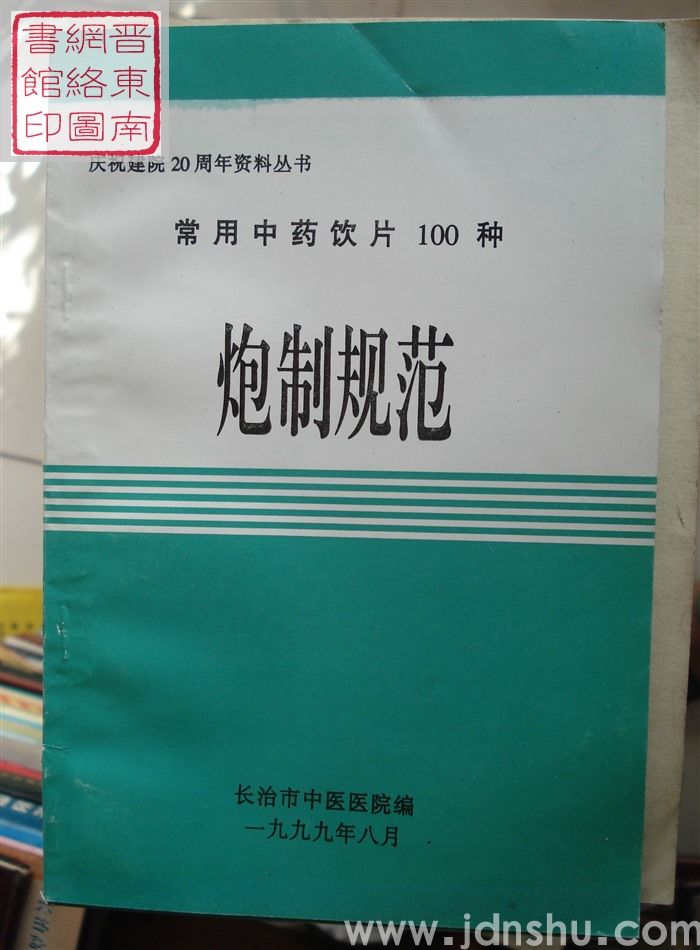 晋东南
網絡圖
書館印
庆祝建院20周年资料丛书
常用中药饮片 100 种
炮制规范
长治市中医医院编
一九九九年八月
www.jdnshu.com